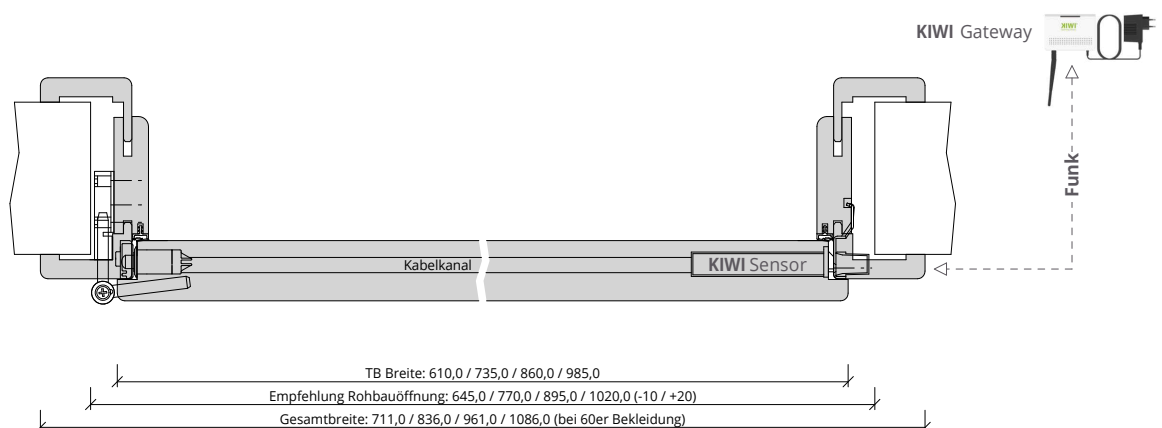 KIWI
KIWI Gateway
Funk
Kabelkanal
KIWI Sensor
TB Breite: 610,0 / 735,0 / 860,0 / 985,0
Empfehlung Rohbauöffnung: 645,0 / 770,0 / 895,0 / 1020,0 (-10 / +20)
Gesamtbreite: 711,0 / 836,0 / 961,0 / 1086,0 (bei 60er Bekleidung)